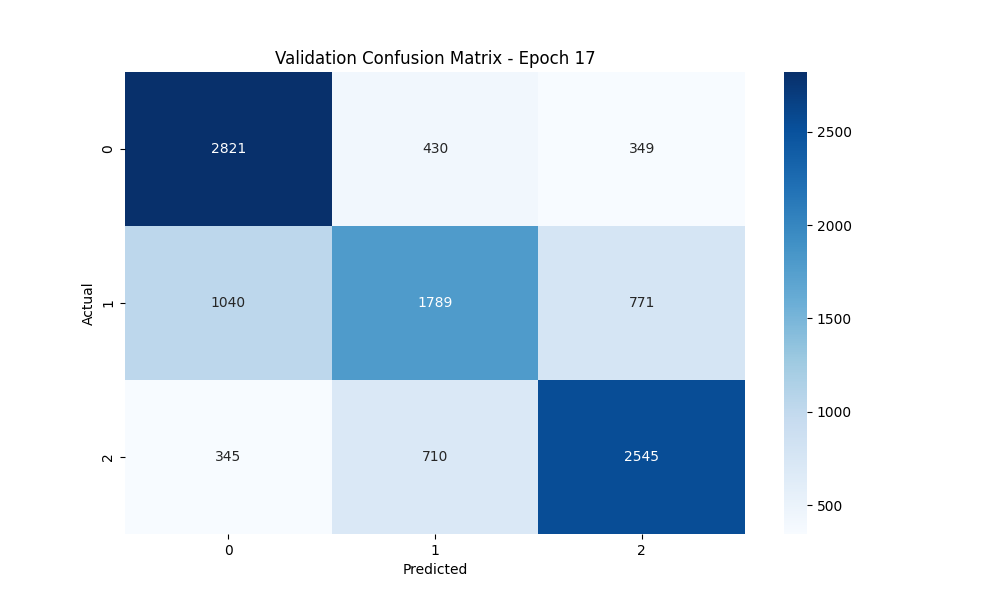 Validation Confusion Matrix - Epoch 17
0 2821 430 349
1 1040 1789 771
2 345 710 2545
0 1 2
Predicted
Actual
2500
2000
1500
1000
500